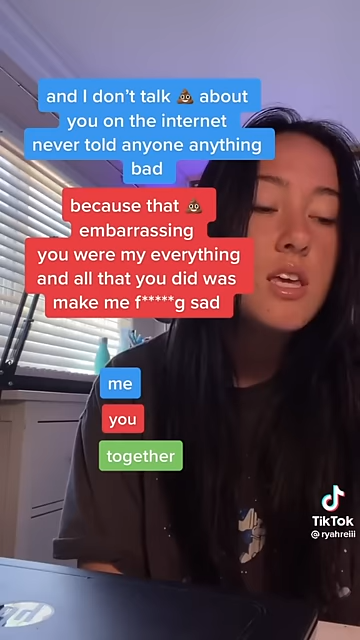 and I don't talk 💩 about
you on the internet
never told anyone anything
bad
because that 💩
embarrassing
you were my everything
and all that you did was
make me f*****g sad
me
you
together
TikTok
@ryahreiii
hp